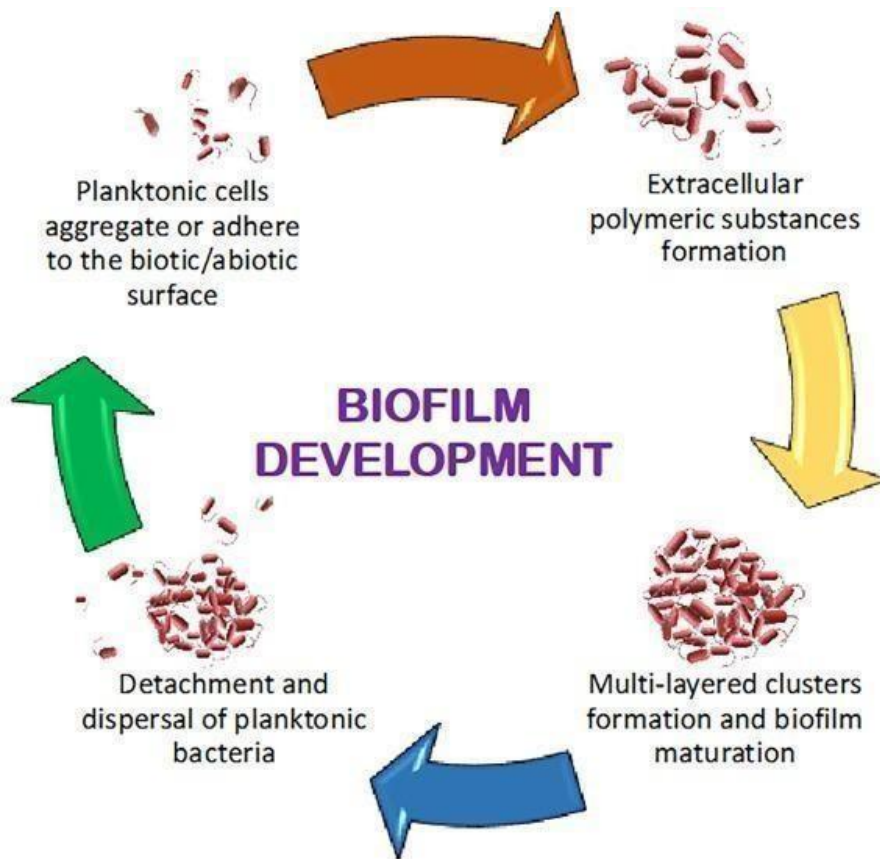 Planktonic cells
aggregate or adhere
to the biotic/abiotic
surface
Extracellular
polymeric substances
formation
BIOFILM
DEVELOPMENT
Detachment and
dispersal of planktonic
bacteria
Multi-layered clusters
formation and biofilm
maturation